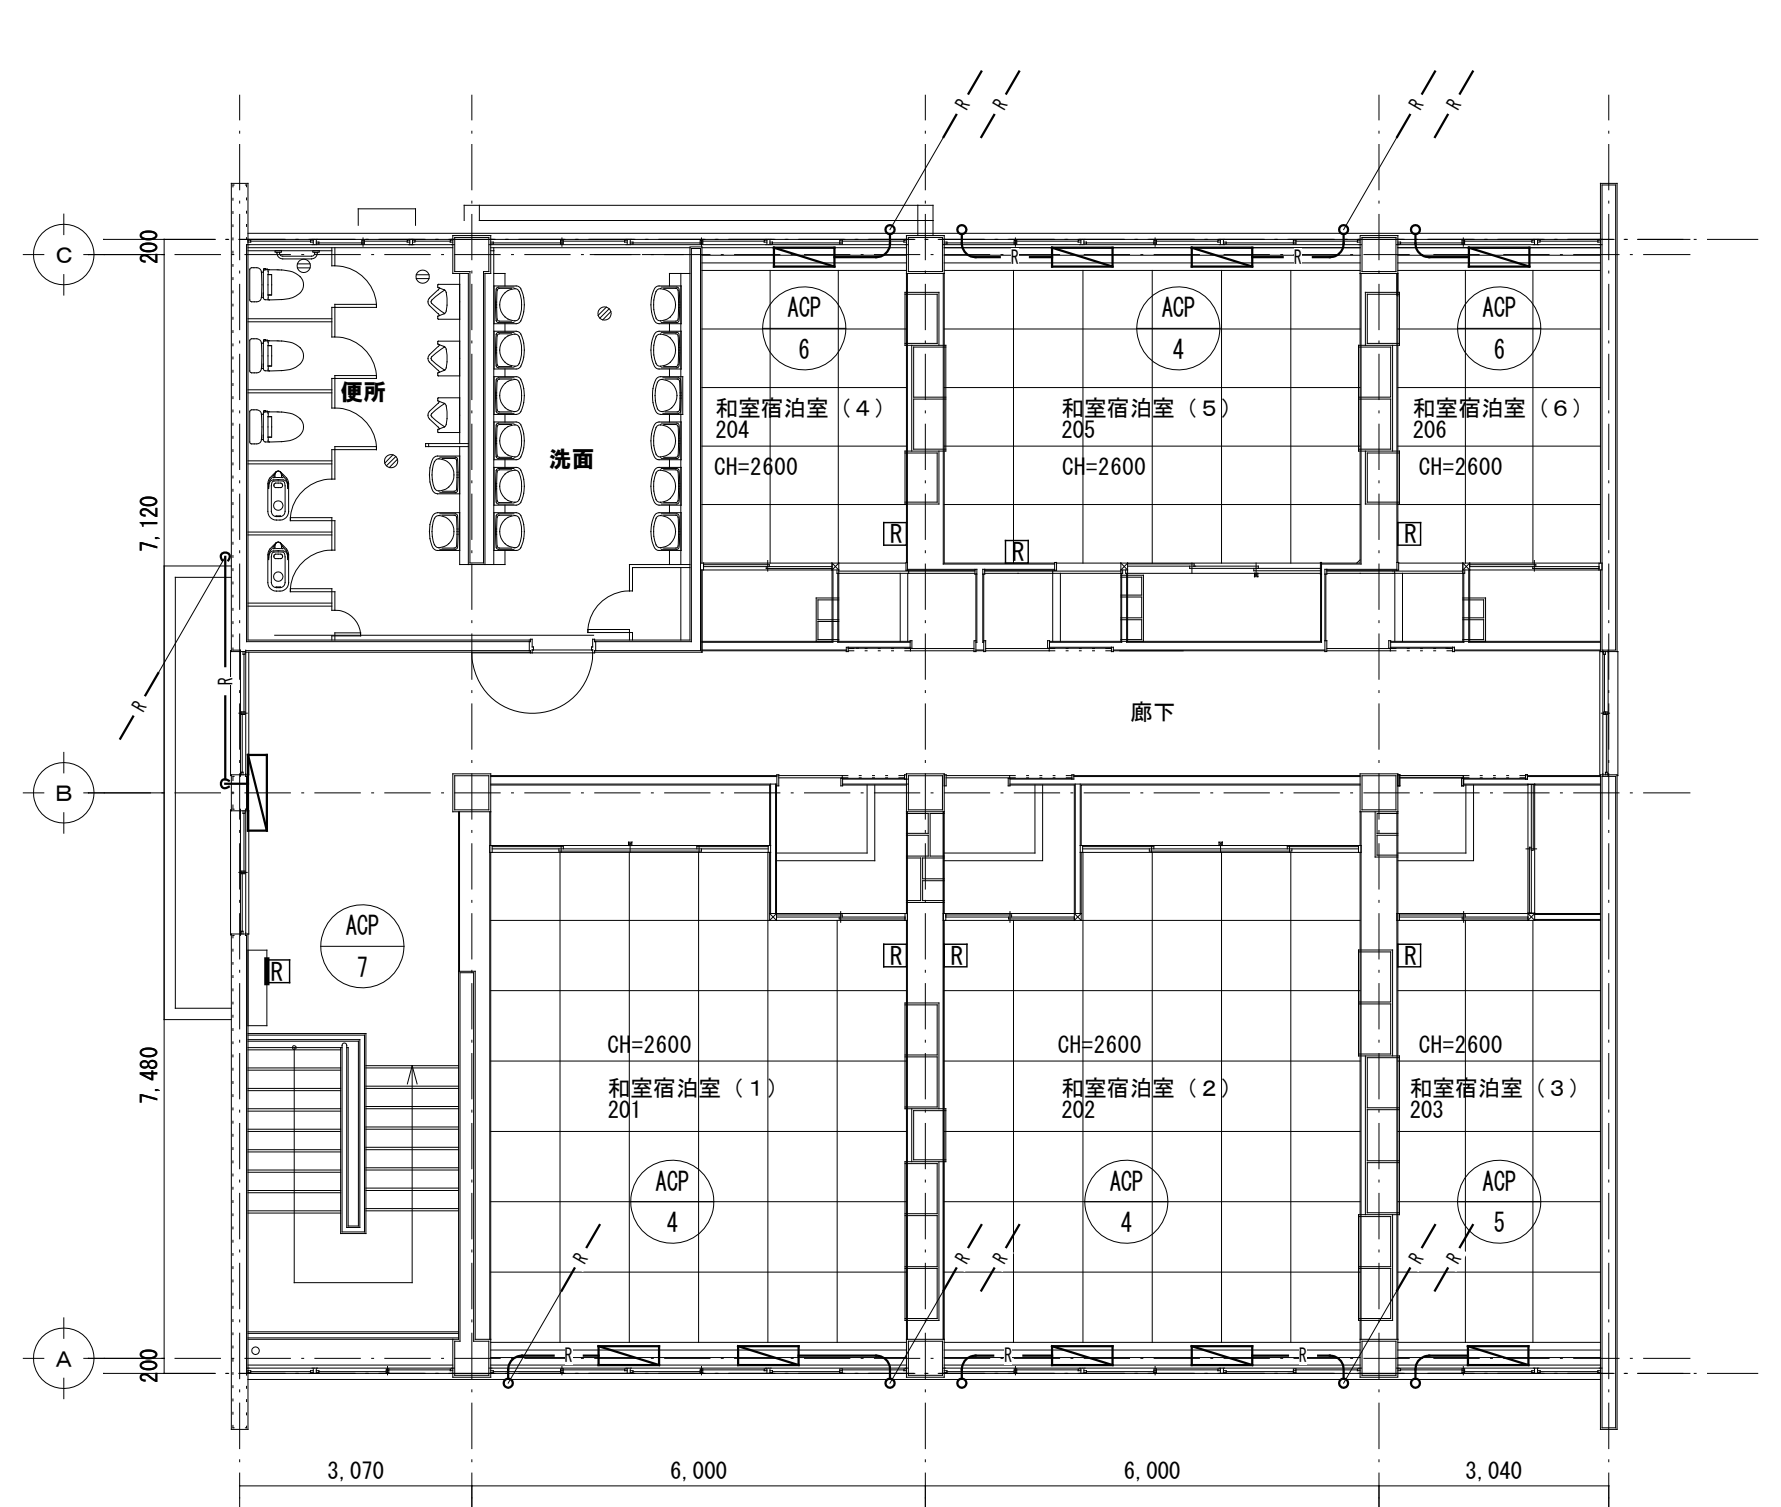 R
R
R
R
C
200
R
R
ACP
6
ACP
4
ACP
6
便所
和室宿泊室（４）
204
CH=2600
和室宿泊室（５）
205
CH=2600
和室宿泊室（６）
206
CH=2600
洗面
7,120
R
R
R
R
R
廊下
B
ACP
7
R
R
R
R
7,480
CH=2600
和室宿泊室（１）
201
CH=2600
和室宿泊室（２）
202
CH=2600
和室宿泊室（３）
203
ACP
4
ACP
4
ACP
5
R
R
R
R
R
A
200
R
R
R
3,070
6,000
6,000
3,040